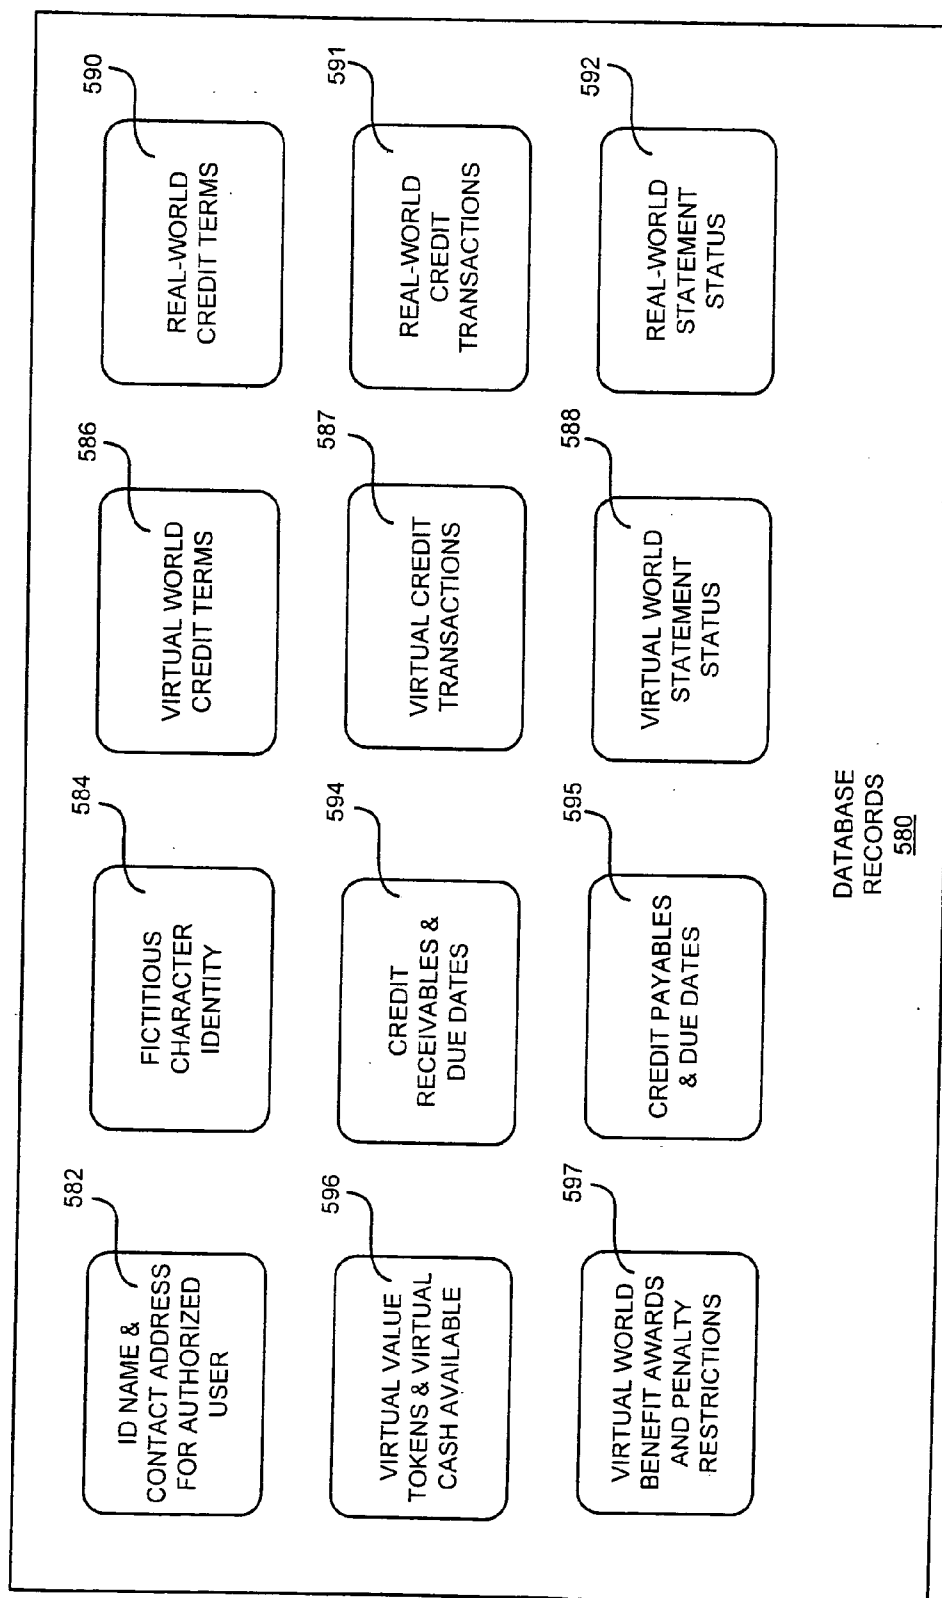 582
ID NAME &
CONTACT ADDRESS
FOR AUTHORIZED
USER
584
FICTITIOUS
CHARACTER
IDENTITY
586
VIRTUAL WORLD
CREDIT TERMS
590
REAL-WORLD
CREDIT TERMS
596
VIRTUAL VALUE
TOKENS & VIRTUAL
CASH AVAILABLE
594
CREDIT
RECEIVABLES &
DUE DATES
587
VIRTUAL CREDIT
TRANSACTIONS
591
REAL-WORLD
CREDIT
TRANSACTIONS
597
VIRTUAL WORLD
BENEFIT AWARDS
AND PENALTY
RESTRICTIONS
595
CREDIT PAYABLES
& DUE DATES
588
VIRTUAL WORLD
STATEMENT
STATUS
592
REAL-WORLD
STATEMENT
STATUS
DATABASE
RECORDS
580